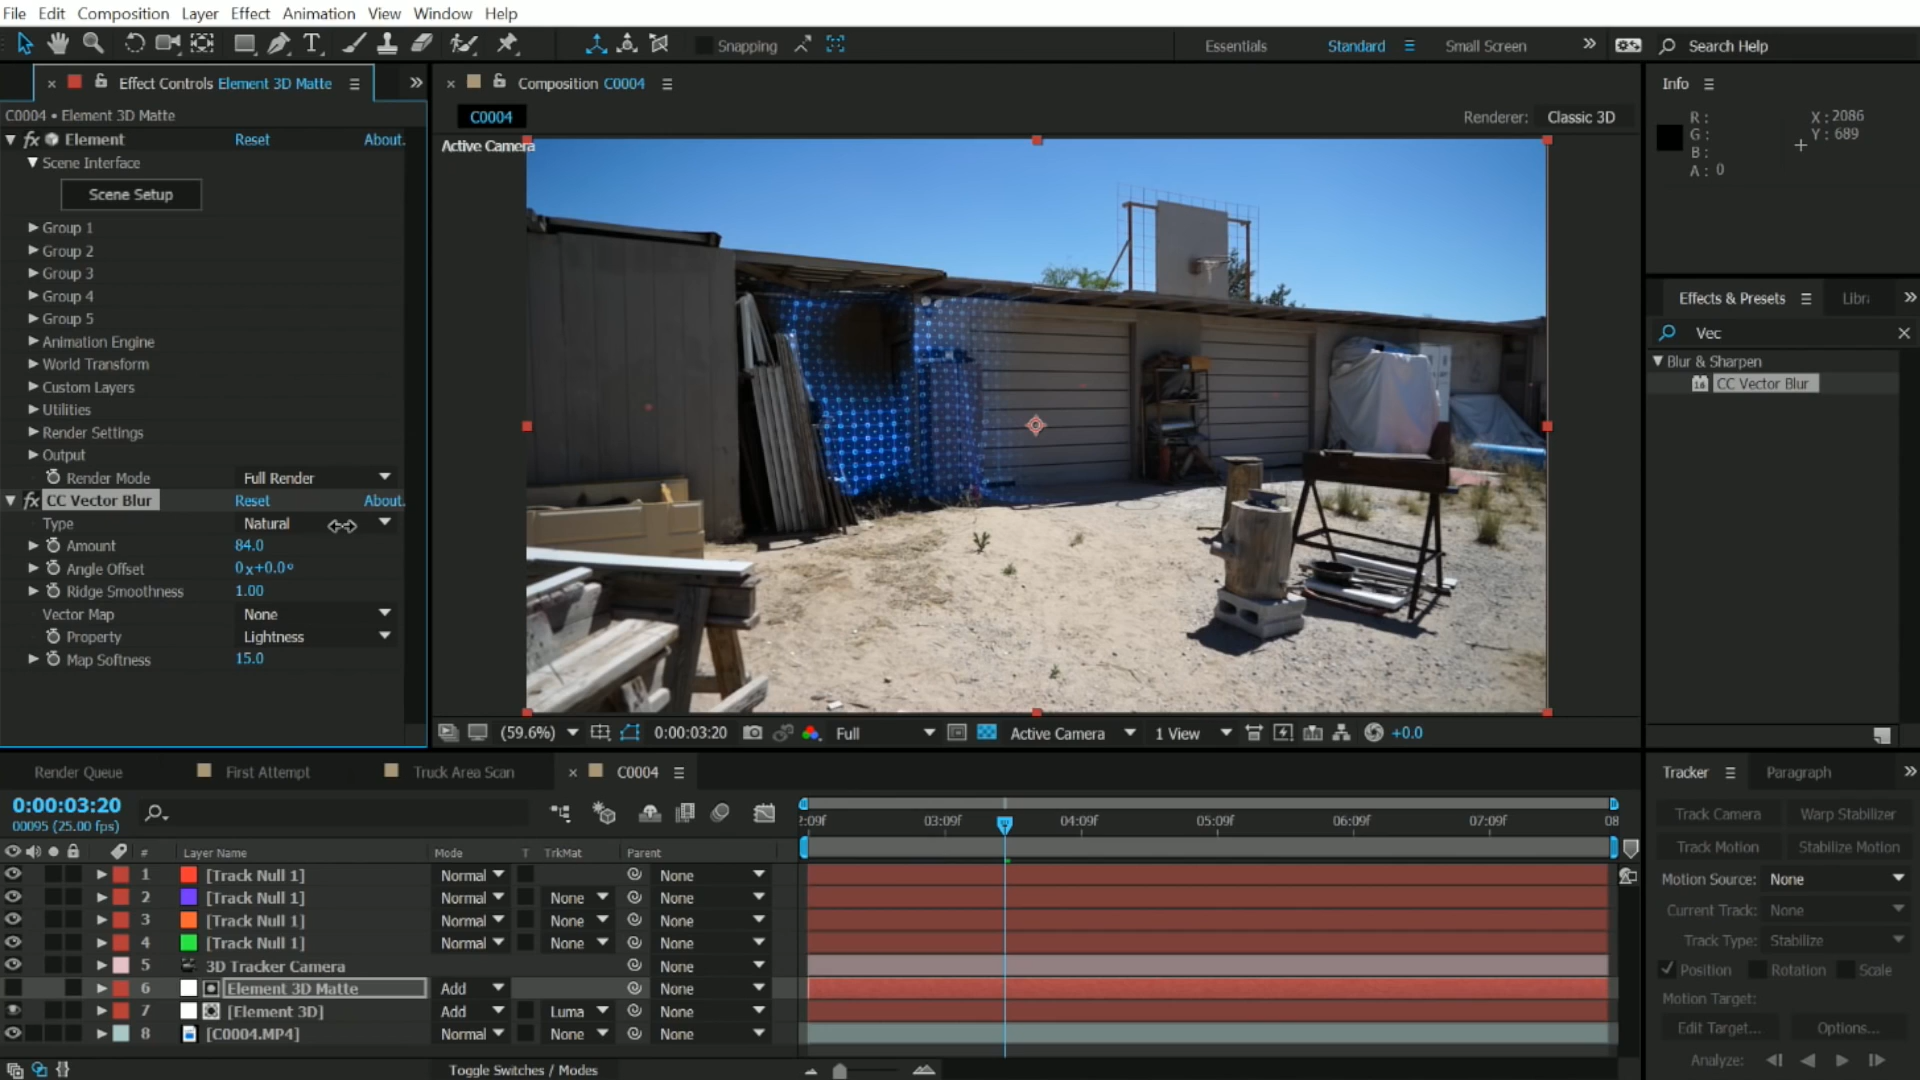 File Edit Composition Layer Effect Animation View Window Help
Snapping Essentials Standard Small Screen Search Help
Effect Controls Element 3D Matte
C0004 • Element 3D Matte
Element Reset About.
Scene Interface
Scene Setup
Group 1
Group 2
Group 3
Group 4
Group 5
Animation Engine
World Transform
Custom Layers
Utilities
Render Settings
Output
Render Mode Full Render
CC Vector Blur Reset About.
Type Natural
Amount 84.0
Angle Offset 0x+0.0°
Ridge Smoothness 1.00
Vector Map None
Property Lightness
Map Softness 15.0
Composition C0004
C0004 Renderer: Classic 3D
Active Camera
(59.6%) 0:00:03:20 Full Active Camera 1 View +0.0
Info
R: X: 2086
G: Y: 689
B:
A: 0
Effects & Presets Libra
Vec
Blur & Sharpen
CC Vector Blur
Render Queue First Attempt Truck Area Scan C0004
0:00:03:20
00095 (25.00 fps)
2:09f 03:09f 04:09f 05:09f 06:09f 07:09f 08
# Layer Name Mode T TrkMat Parent
1 [Track Null 1] Normal None
2 [Track Null 1] Normal None None
3 [Track Null 1] Normal None None
4 [Track Null 1] Normal None None
5 3D Tracker Camera None
6 Element 3D Matte Add None
7 [Element 3D] Add Luma None
8 [C0004.MP4] Normal None None
Toggle Switches / Modes
Tracker Paragraph
Track Camera Warp Stabilizer
Track Motion Stabilize Motion
Motion Source: None
Current Track: None
Track Type: Stabilize
Position Rotation Scale
Motion Target:
Edit Target... Options...
Analyze: